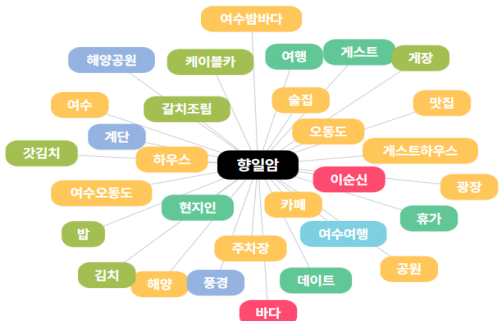 여수밤바다
해양공원
케이블카
여행
게스트
게장
여수
갈치조림
술집
맛집
갓김치
계단
하우스
오동도
게스트하우스
향일암
이순신
광장
여수오동도
현지인
카페
휴가
밥
주차장
여수여행
공원
김치
해양
풍경
데이트
바다